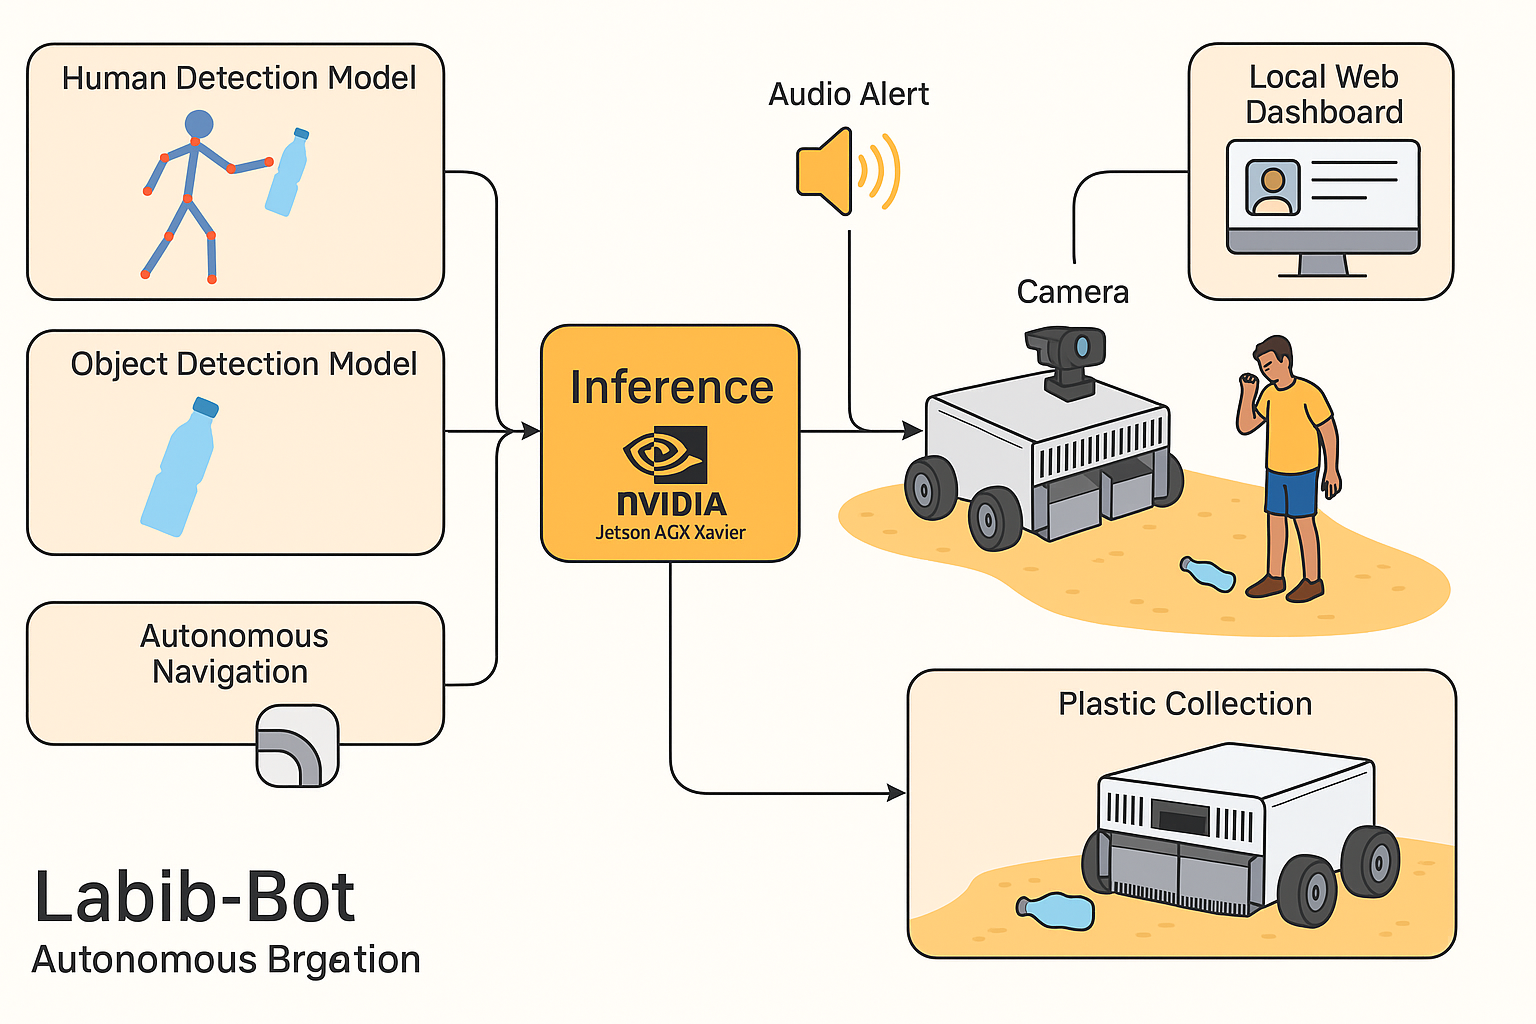 Human Detection Model
Object Detection Model
Autonomous
Navigation
Inference
nVIDIA
Jetson AGX Xavier
Audio Alert
Camera
Local Web
Dashboard
Plastic Collection
Labib-Bot
Autonomous